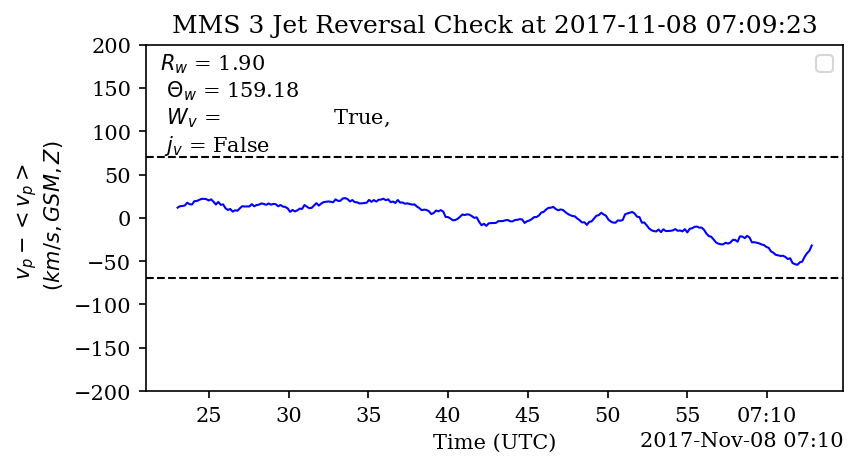 MMS 3 Jet Reversal Check at 2017-11-08 07:09:23
R_w = 1.90
Θ_w = 159.18
W_v = True,
j_v = False
v_p − < v_p >
(km/s, GSM, Z)
200
150
100
50
0
−50
−100
−150
−200
25 30 35 40 45 50 55 07:10
Time (UTC) 2017-Nov-08 07:10